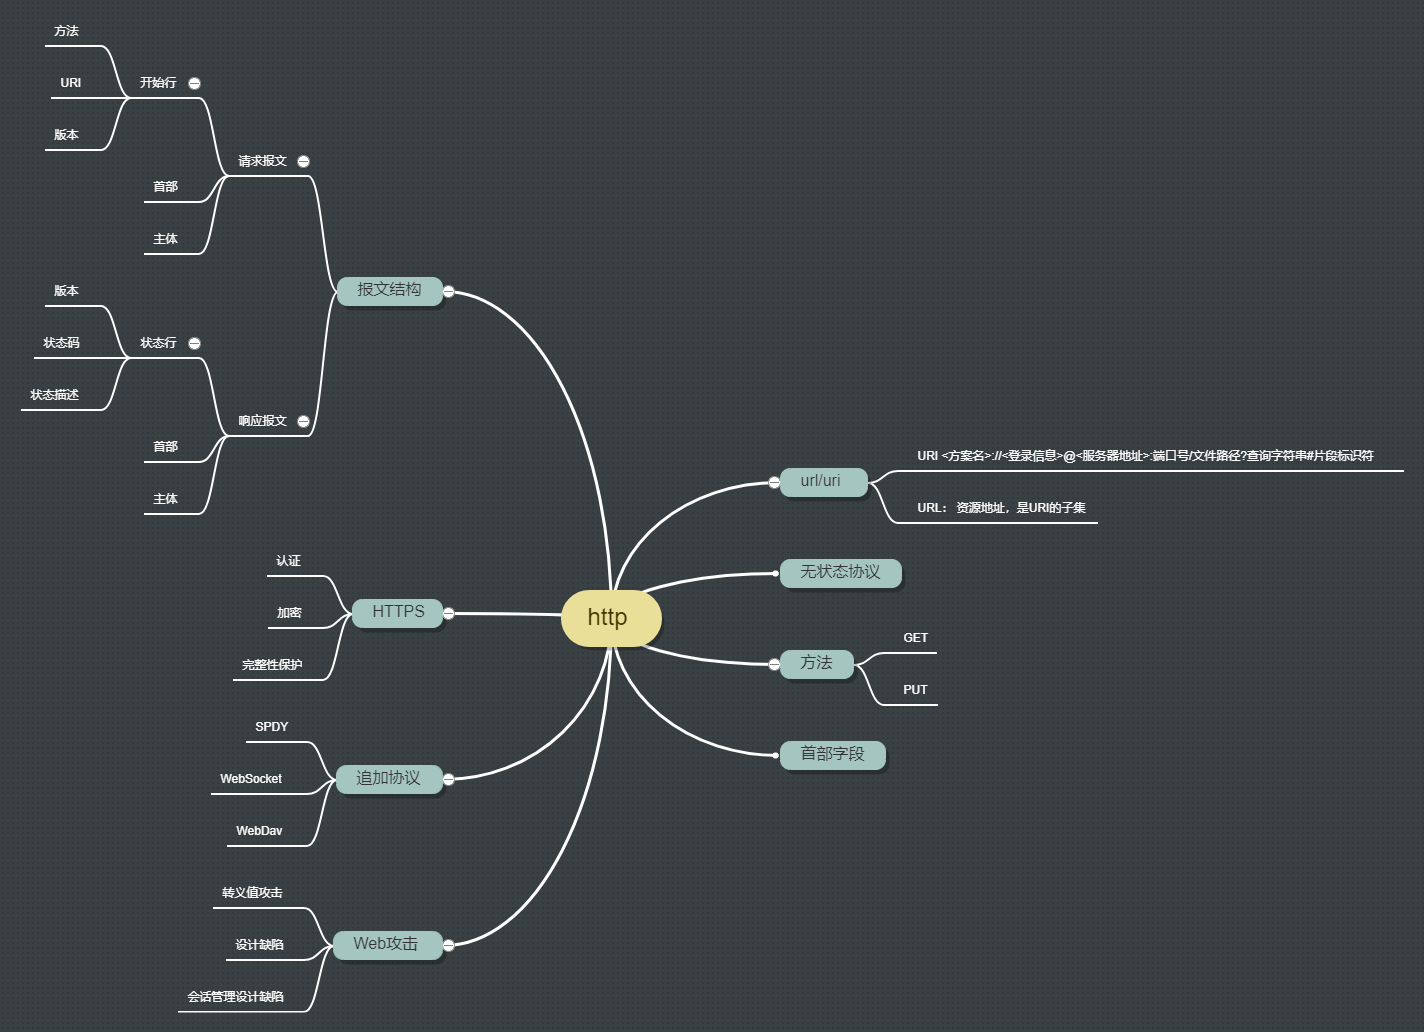 http
报文结构
请求报文
开始行
方法
URI
版本
首部
主体
响应报文
状态行
版本
状态码
状态描述
首部
主体
HTTPS
认证
加密
完整性保护
追加协议
SPDY
WebSocket
WebDav
Web攻击
转义值攻击
设计缺陷
会话管理设计缺陷
url/uri
URI <方案名>://<登录信息>@<服务器地址>:端口号/文件路径?查询字符串#片段标识符
URL： 资源地址，是URI的子集
无状态协议
方法
GET
PUT
首部字段